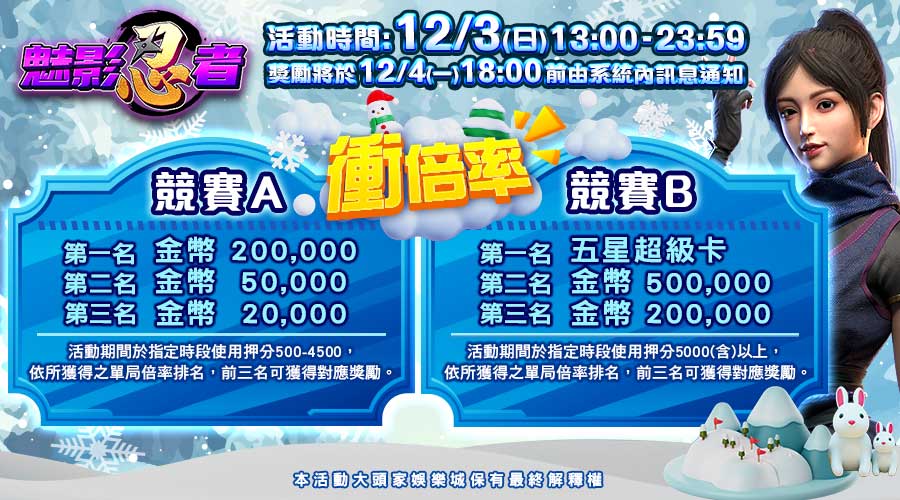 魅影忍者
活動時間: 12/3(日)13:00-23:59
獎勵將於12/4(一)18:00前由系統內訊息通知
衝倍率
競賽A
第一名 金幣 200,000
第二名 金幣 50,000
第三名 金幣 20,000
活動期間於指定時段使用押分500-4500，
依所獲得之單局倍率排名，前三名可獲得對應獎勵。
競賽B
第一名 五星超級卡
第二名 金幣 500,000
第三名 金幣 200,000
活動期間於指定時段使用押分5000(含)以上，
依所獲得之單局倍率排名，前三名可獲得對應獎勵。
本活動大頭家娛樂城保有最終解釋權